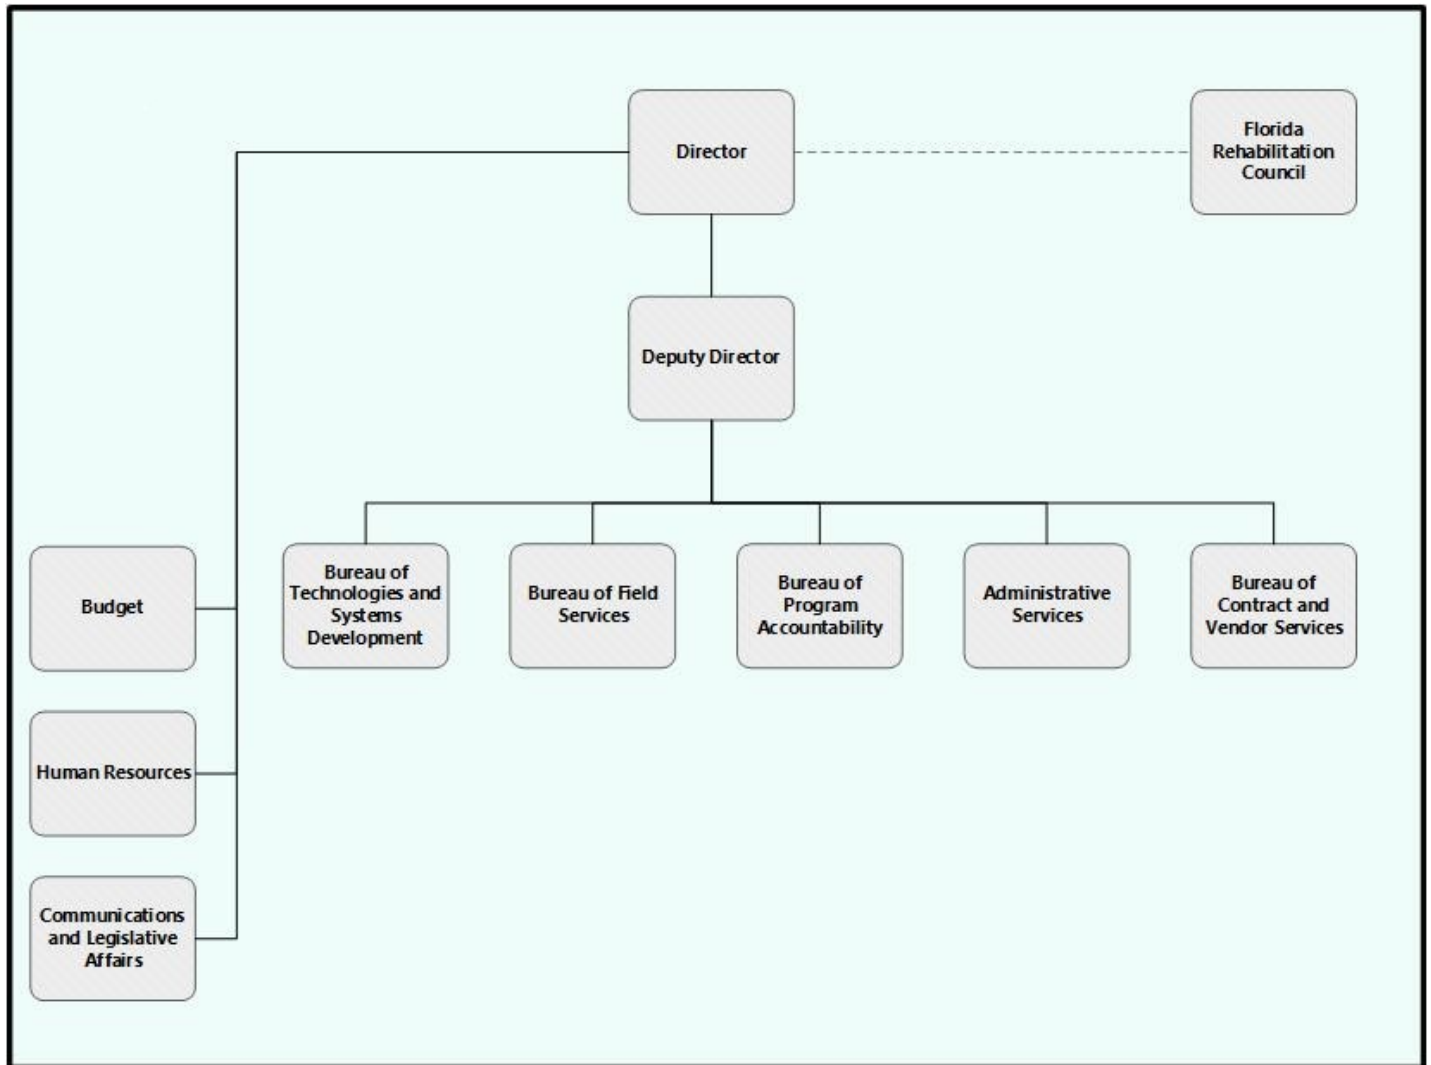 Director
Florida
Rehabilitation
Council
Deputy Director
Budget
Bureau of
Technologies and
Systems
Development
Bureau of Field
Services
Bureau of
Program
Accountability
Administrative
Services
Bureau of
Contract and
Vendor Services
Human Resources
Communications
and Legislative
Affairs